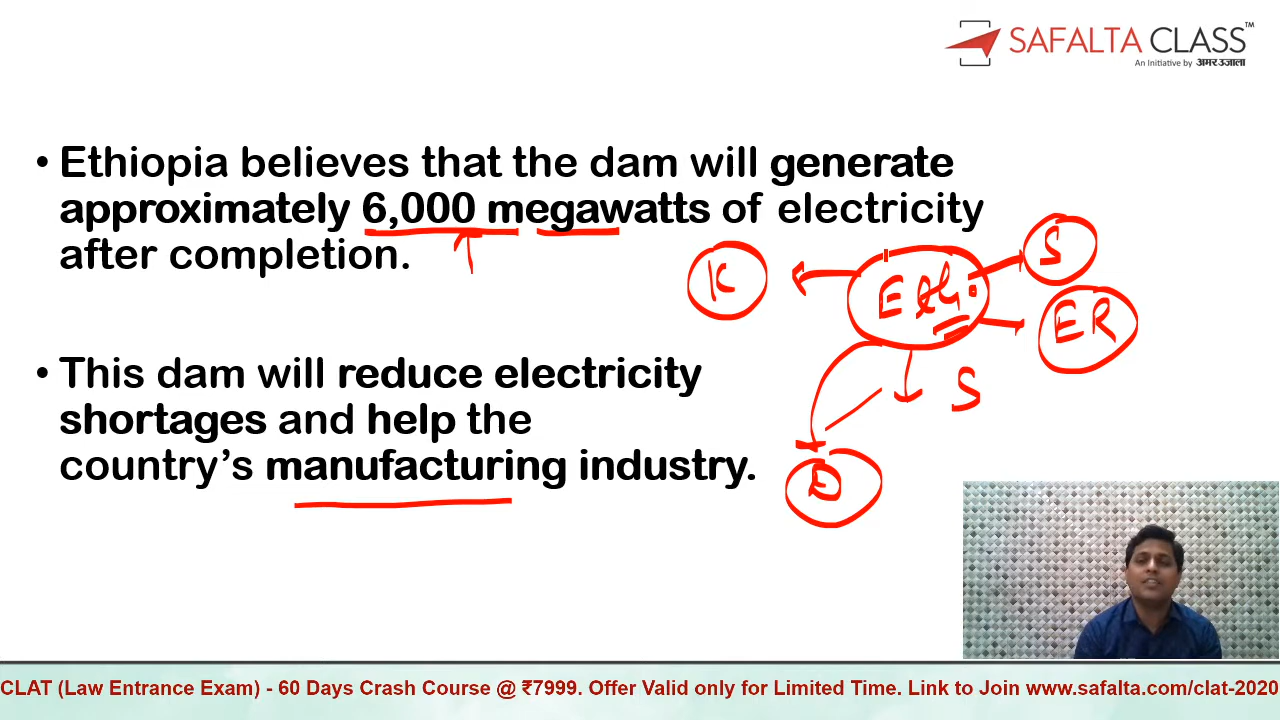 SAFALTA CLASS™
An Initiative by अमर उजाला
• Ethiopia believes that the dam will generate
approximately 6,000 megawatts of electricity
after completion.
K
Ethi.
S
ER
S
D
• This dam will reduce electricity
shortages and help the
country's manufacturing industry.
CLAT (Law Entrance Exam) - 60 Days Crash Course @ ₹7999. Offer Valid only for Limited Time. Link to Join www.safalta.com/clat-2020